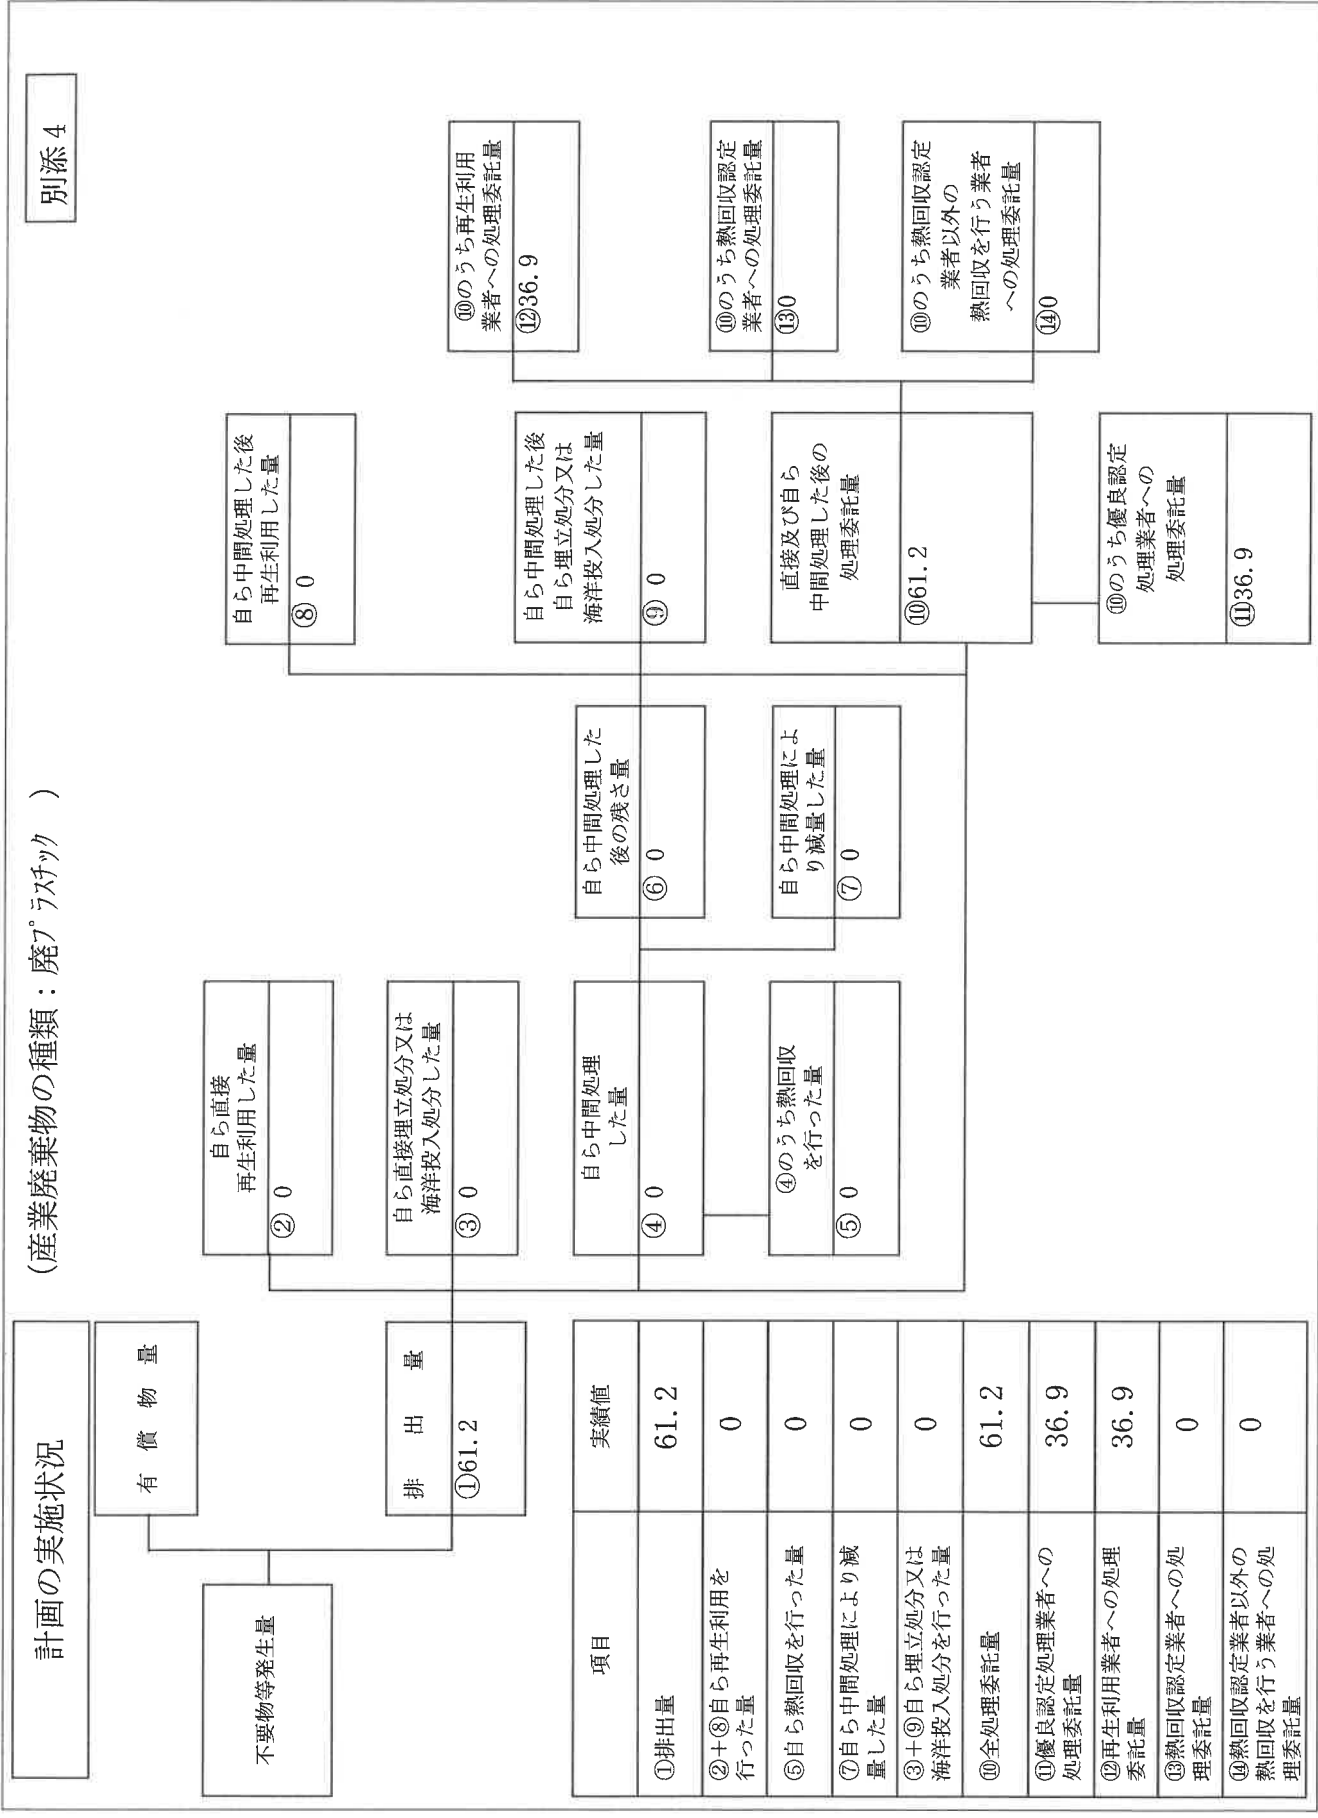 別添4
計画の実施状況
(産業廃棄物の種類：廃プラスチック　)
有　償　物　量
不要物等発生量
排　出　量
①61.2
自ら直接
再生利用した量
② 0
自ら直接埋立処分又は
海洋投入処分した量
③ 0
自ら中間処理
した量
④ 0
④のうち熱回収
を行った量
⑤ 0
自ら中間処理した
後の残さ量
⑥ 0
自ら中間処理によ
り減量した量
⑦ 0
自ら中間処理した後
再生利用した量
⑧ 0
自ら中間処理した後
自ら埋立処分又は
海洋投入処分した量
⑨ 0
直接及び自ら
中間処理した後の
処理委託量
⑩61.2
⑩のうち優良認定
処理業者への
処理委託量
⑪36.9
⑩のうち再生利用
業者への処理委託量
⑫36.9
⑩のうち熱回収認定
業者への処理委託量
⑬0
⑩のうち熱回収認定
業者以外の
熱回収を行う業者
への処理委託量
⑭0
項目　実績値
①排出量　61.2
②＋⑧自ら再生利用を
行った量　0
⑤自ら熱回収を行った量　0
⑦自ら中間処理により減
量した量　0
③＋⑨自ら埋立処分又は
海洋投入処分を行った量　0
⑩全処理委託量　61.2
⑪優良認定処理業者への
処理委託量　36.9
⑫再生利用業者への処理
委託量　36.9
⑬熱回収認定業者への処
理委託量　0
⑭熱回収認定業者以外の
熱回収を行う業者への処
理委託量　0